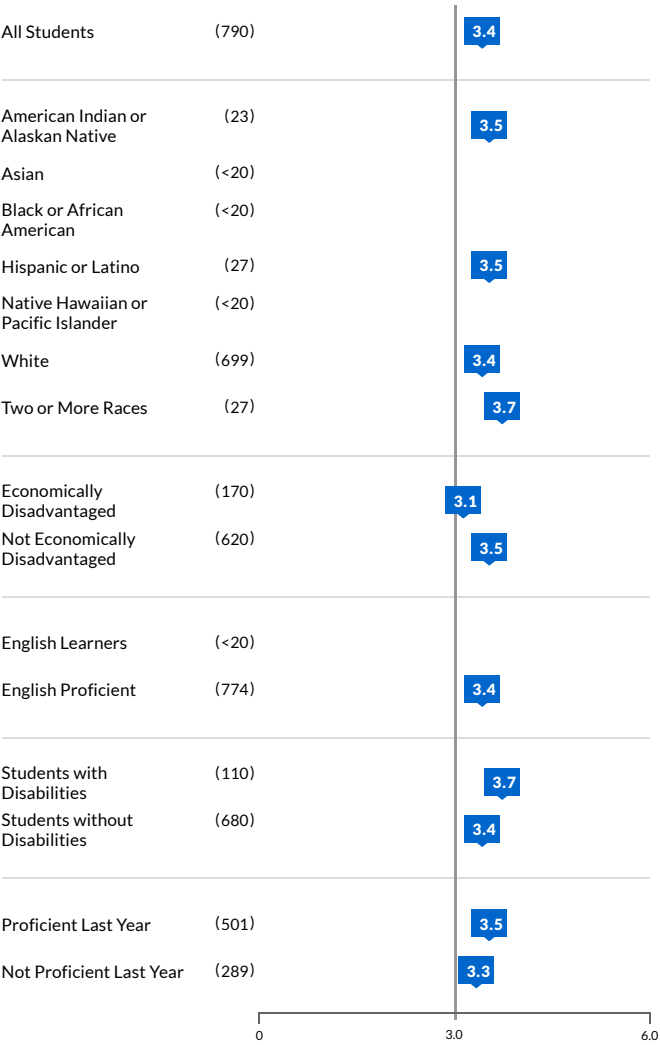 All Students (790) 3.4
American Indian or (23) 3.5
Alaskan Native
Asian (<20)
Black or African (<20)
American
Hispanic or Latino (27) 3.5
Native Hawaiian or (<20)
Pacific Islander
White (699) 3.4
Two or More Races (27) 3.7
Economically (170) 3.1
Disadvantaged
Not Economically (620) 3.5
Disadvantaged
English Learners (<20)
English Proficient (774) 3.4
Students with (110) 3.7
Disabilities
Students without (680) 3.4
Disabilities
Proficient Last Year (501) 3.5
Not Proficient Last Year (289) 3.3
0 3.0 6.0